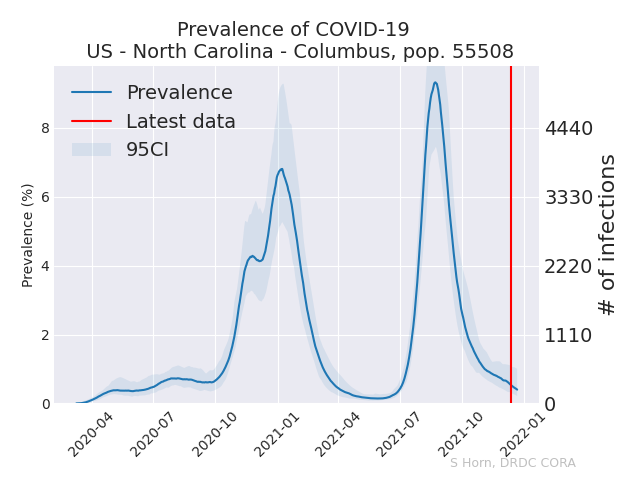 Prevalence of COVID-19
US - North Carolina - Columbus, pop. 55508
Prevalence
Latest data
95CI
Prevalence (%)
8
6
4
2
0
4440
3330
2220
1110
0
# of infections
2020-04
2020-07
2020-10
2021-01
2021-04
2021-07
2021-10
2022-01
S Horn, DRDC CORA